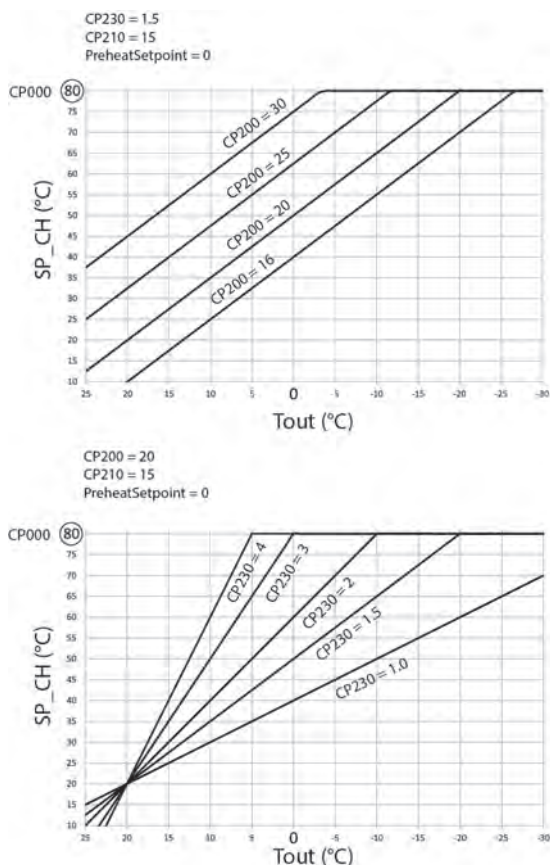 CP230 = 1.5
CP210 = 15
PreheatSetpoint = 0
CP000 80
75
70
65
60
55
50
45
40
35
30
25
20
15
10
SP_CH (°C)
CP200 = 30
CP200 = 25
CP200 = 20
CP200 = 16
25 20 15 10 5 0 -5 -10 -15 -20 -25 -30
Tout (°C)
CP200 = 20
CP210 = 15
PreheatSetpoint = 0
CP000 80
75
70
65
60
55
50
45
40
35
30
25
20
15
10
SP_CH (°C)
CP230 = 4
CP230 = 3
CP230 = 2
CP230 = 1.5
CP230 = 1.0
25 20 15 10 5 0 -5 -10 -15 -20 -25 -30
Tout (°C)